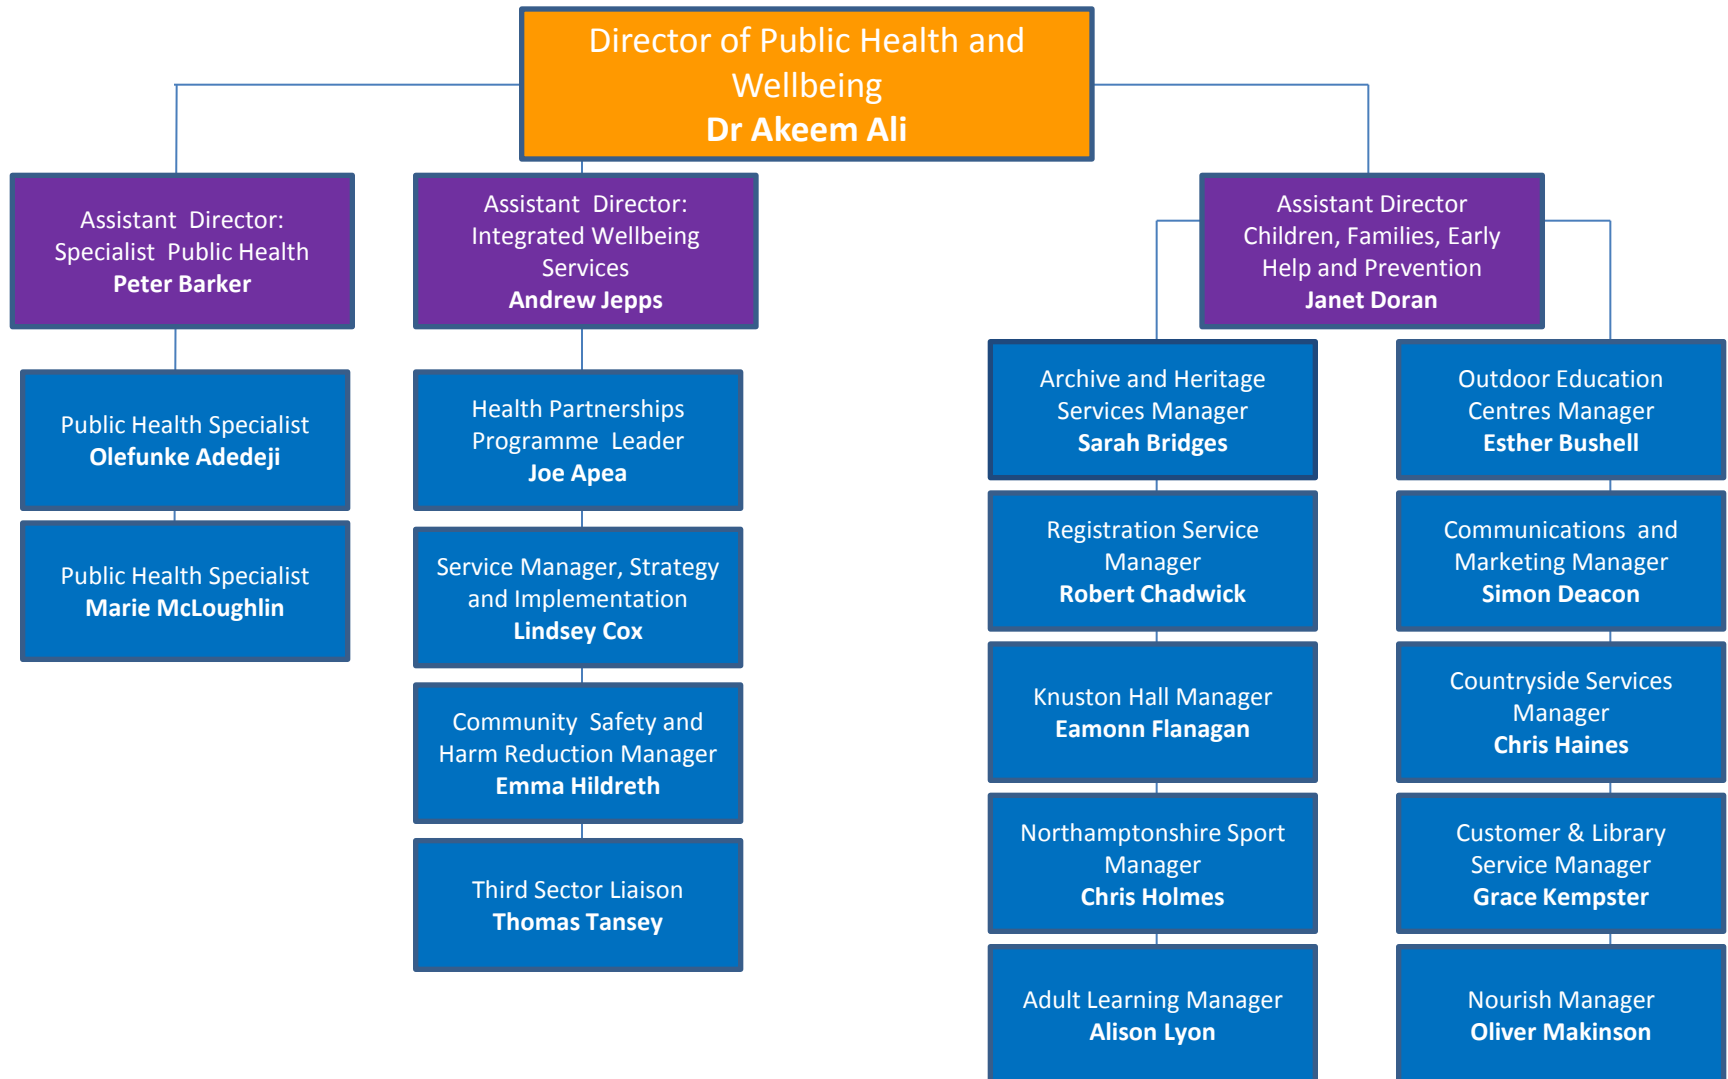 Director of Public Health and
Wellbeing
Dr Akeem Ali
Assistant Director:
Specialist Public Health
Peter Barker
Assistant Director:
Integrated Wellbeing
Services
Andrew Jepps
Assistant Director
Children, Families, Early
Help and Prevention
Janet Doran
Public Health Specialist
Olefunke Adedeji
Public Health Specialist
Marie McLoughlin
Health Partnerships
Programme Leader
Joe Apea
Service Manager, Strategy
and Implementation
Lindsey Cox
Community Safety and
Harm Reduction Manager
Emma Hildreth
Third Sector Liaison
Thomas Tansey
Archive and Heritage
Services Manager
Sarah Bridges
Registration Service
Manager
Robert Chadwick
Knuston Hall Manager
Eamonn Flanagan
Northamptonshire Sport
Manager
Chris Holmes
Adult Learning Manager
Alison Lyon
Outdoor Education
Centres Manager
Esther Bushell
Communications and
Marketing Manager
Simon Deacon
Countryside Services
Manager
Chris Haines
Customer & Library
Service Manager
Grace Kempster
Nourish Manager
Oliver Makinson